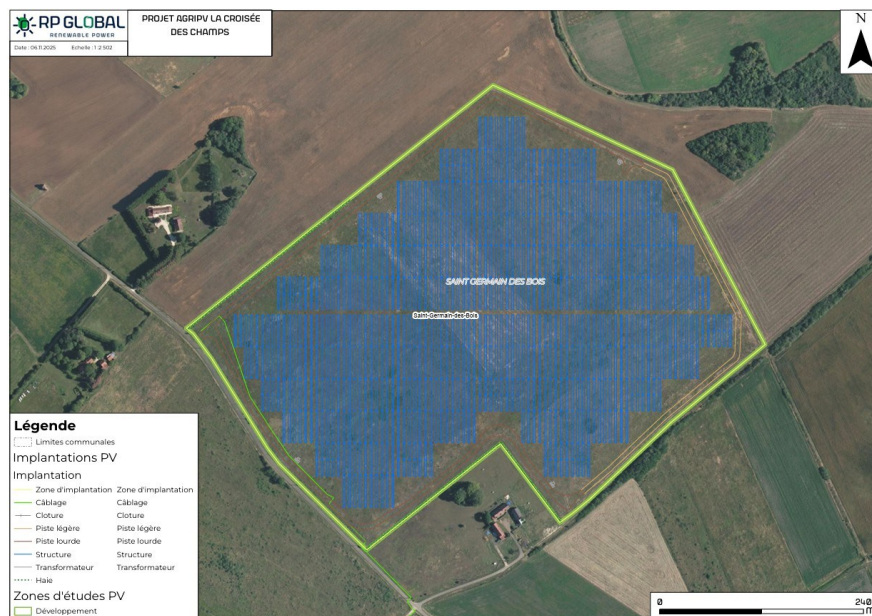 RP GLOBAL
RENEWABLE POWER
PROJET AGRIPV LA CROISÉE
DES CHAMPS
Date : 06.11.2025 Echelle : 1:2 502
N
SAINT GERMAIN DES BOIS
Saint-Germain-des-Bois
Légende
Limites communales
Implantations PV
Implantation
Zone d'implantation Zone d'implantation
Câblage Câblage
Cloture Cloture
Piste légère Piste légère
Piste lourde Piste lourde
Structure Structure
Transformateur Transformateur
Haie
Zones d'études PV
Développement
0 240
m